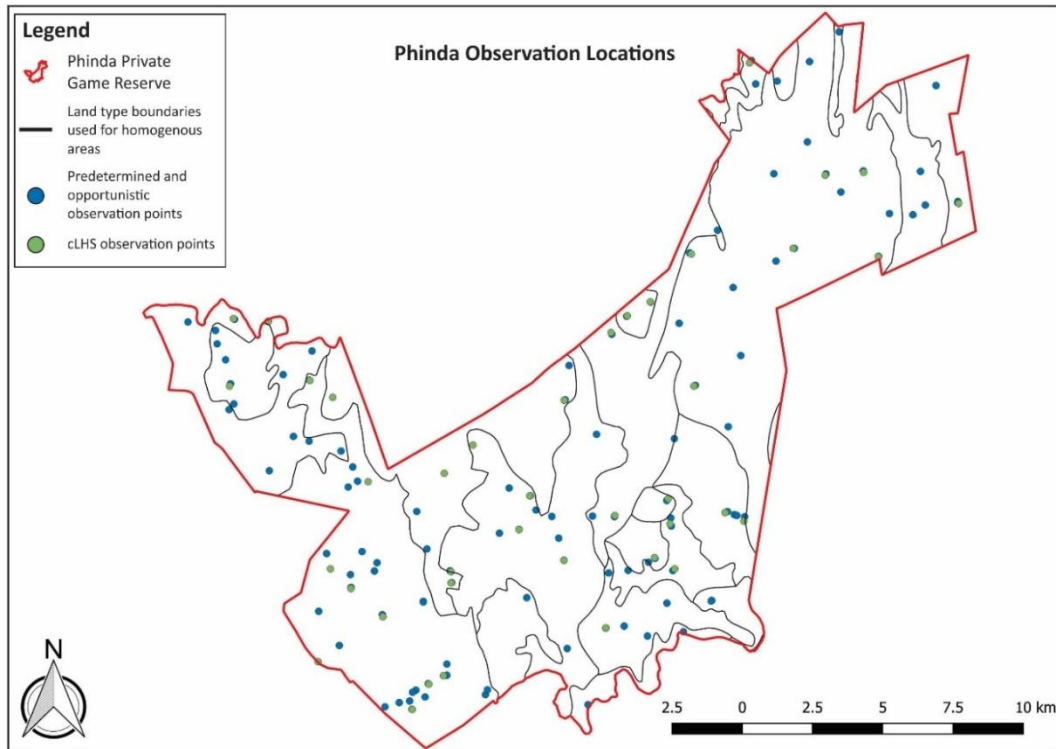 Legend
Phinda Private
Game Reserve
Land type boundaries
used for homogenous
areas
Predetermined and
opportunistic
observation points
cLHS observation points
Phinda Observation Locations
N
2.5 0 2.5 5 7.5 10 km